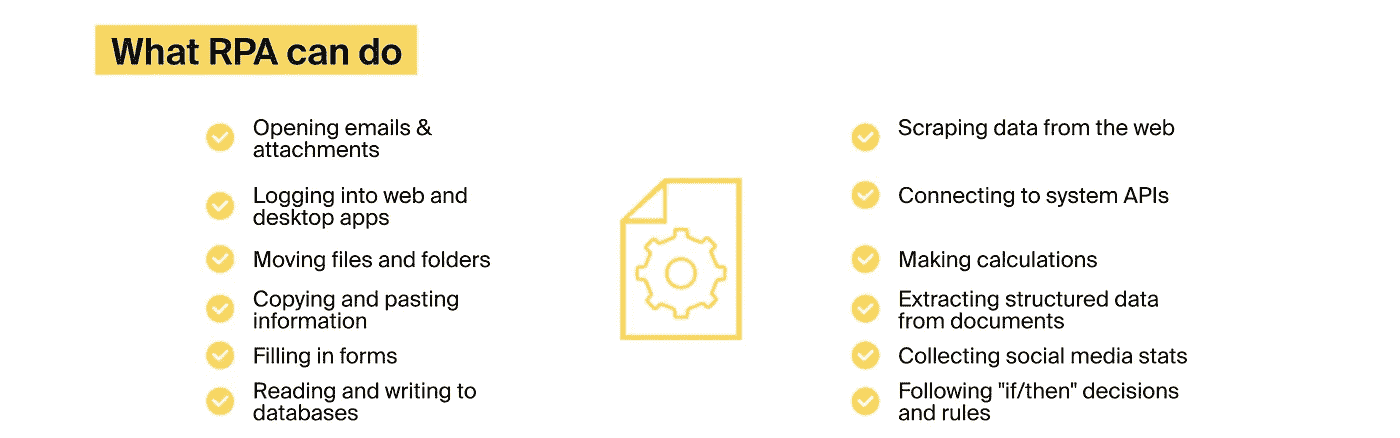 What RPA can do
Opening emails &
attachments
Logging into web and
desktop apps
Moving files and folders
Copying and pasting
information
Filling in forms
Reading and writing to
databases
Scraping data from the web
Connecting to system APIs
Making calculations
Extracting structured data
from documents
Collecting social media stats
Following "if/then" decisions
and rules